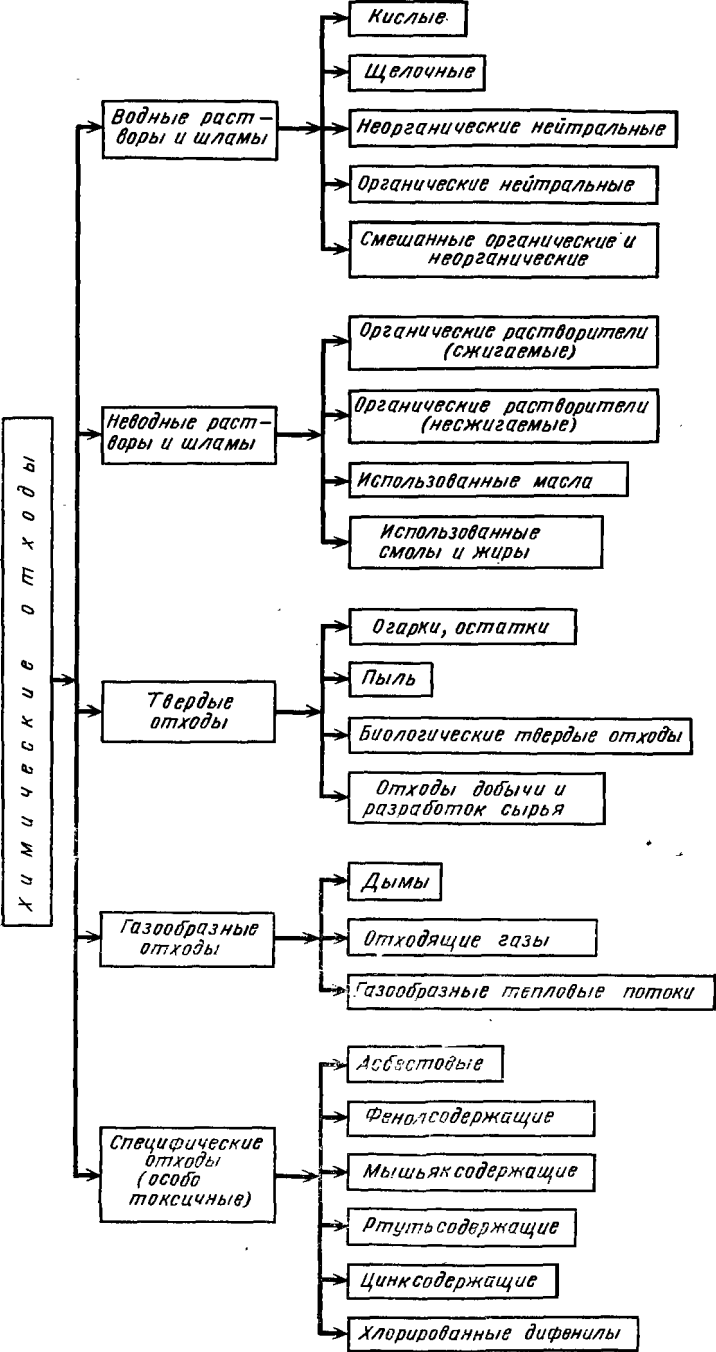 Химические отходы
Водные раст-
воры и шламы
Кислые
Щелочные
Неорганические нейтральные
Органические нейтральные
Смешанные органические и
неорганические
Неводные раст-
воры и шламы
Органические растворители
(сжигаемые)
Органические растворители
(несжигаемые)
Использованные масла
Использованные
смолы и жиры
Твердые
отходы
Огарки, остатки
Пыль
Биологические твердые отходы
Отходы добычи и
разработок сырья
Газообразные
отходы
Дымы
Отходящие газы
Газообразные тепловые потоки
Специфические
отходы
(особо
токсичные)
Асбестовые
Фенолсодержащие
Мышьяксодержащие
Ртутьсодержащие
Цинксодержащие
Хлорированные дифенилы